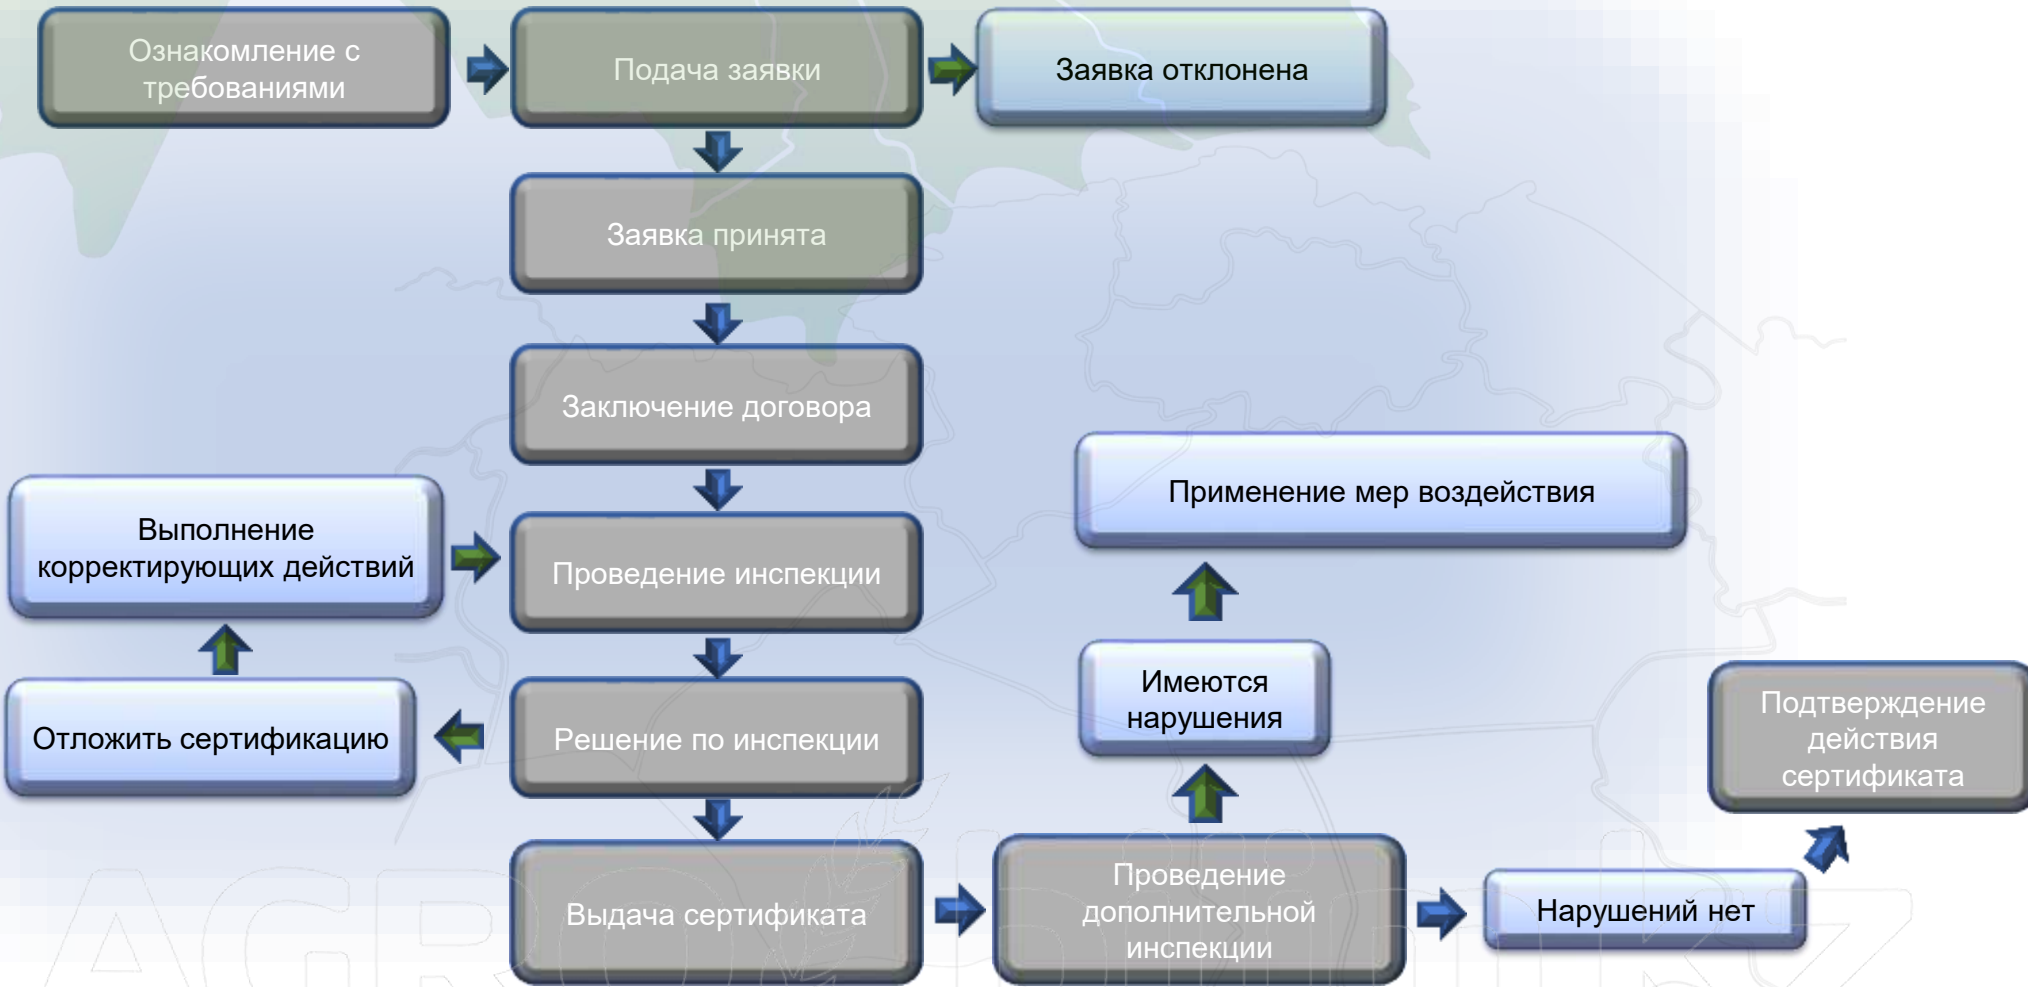 Ознакомление с
требованиями
Подача заявки
Заявка отклонена
Заявка принята
Заключение договора
Применение мер воздействия
Выполнение
корректирующих действий
Проведение инспекции
Имеются
нарушения
Подтверждение
действия
сертификата
Отложить сертификацию
Решение по инспекции
Выдача сертификата
Проведение
дополнительной
инспекции
Нарушений нет
AGRO